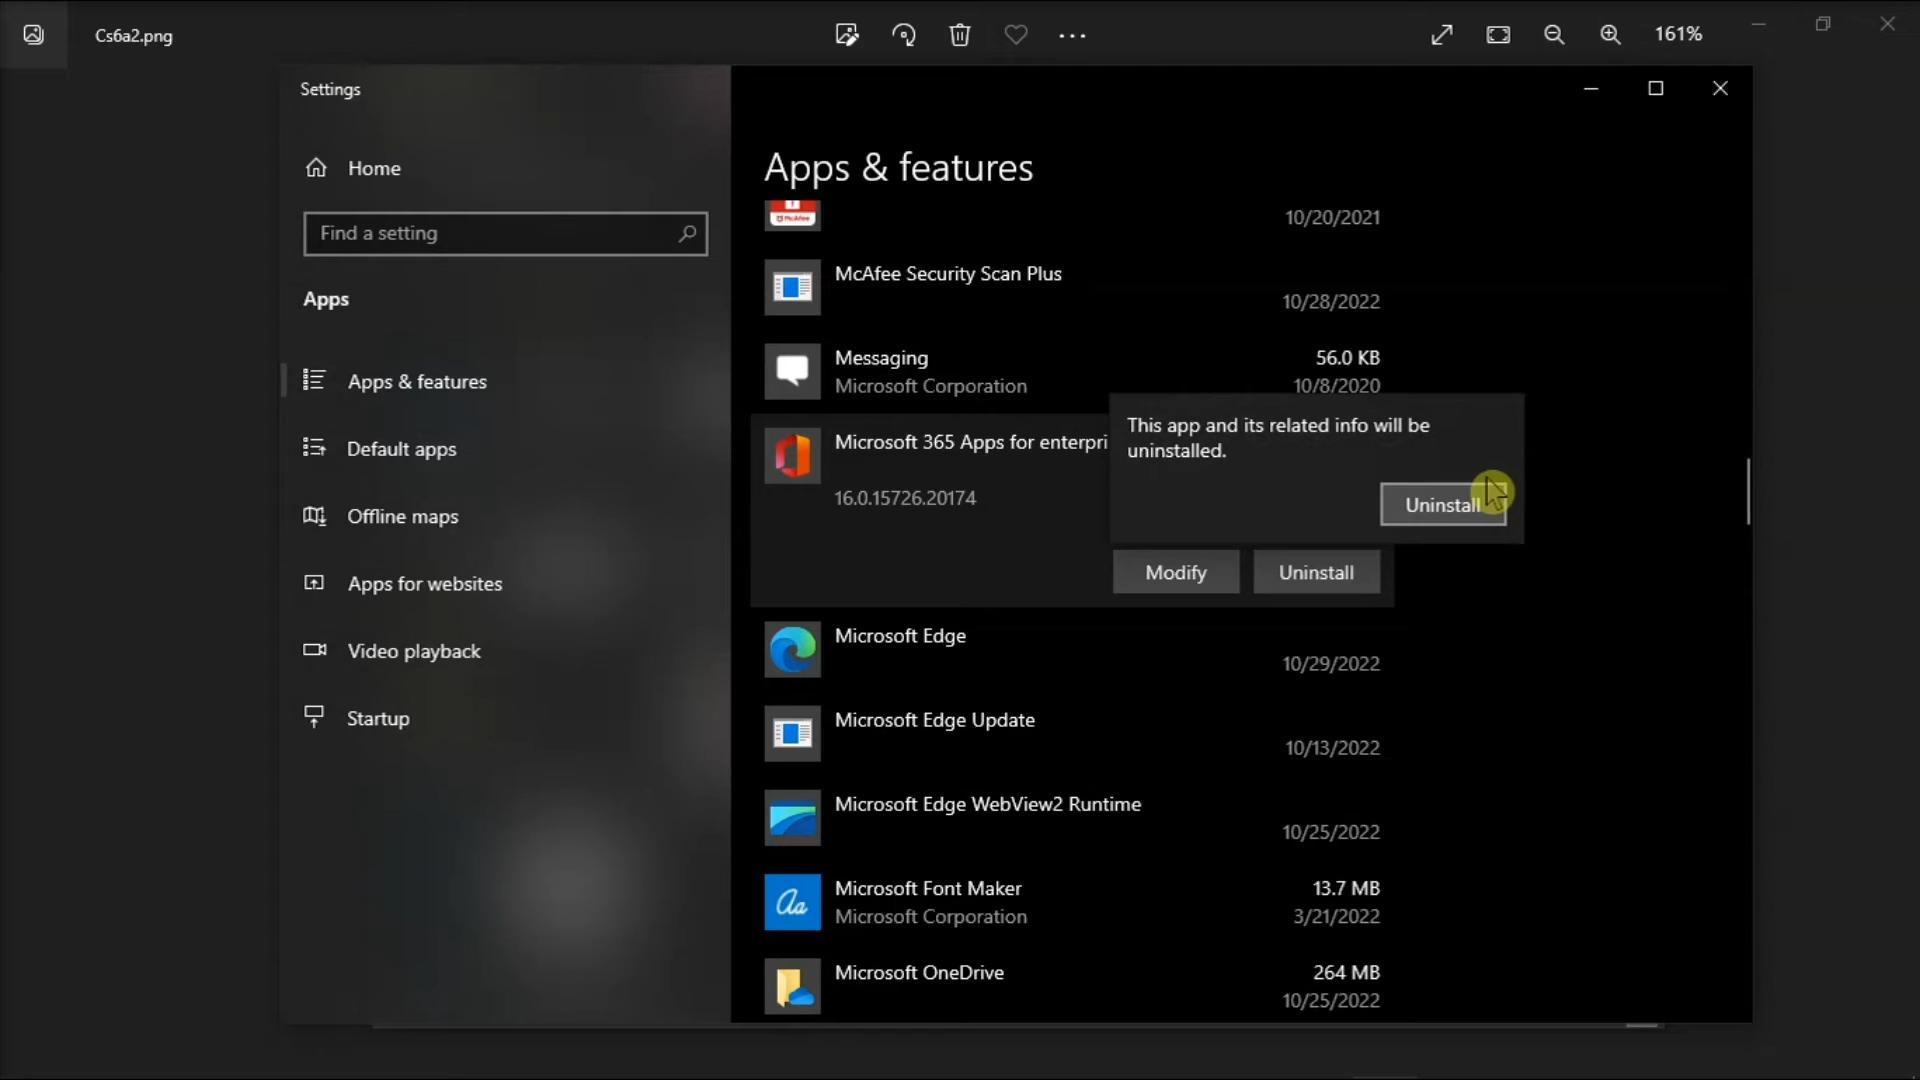 Cs6a2.png
161%
Settings
Home
Find a setting
Apps
Apps & features
Default apps
Offline maps
Apps for websites
Video playback
Startup
Apps & features
McAfee
10/20/2021
McAfee Security Scan Plus
10/28/2022
Messaging
56.0 KB
Microsoft Corporation
10/8/2020
Microsoft 365 Apps for enterpri
16.0.15726.20174
This app and its related info will be
uninstalled.
Uninstall
Modify
Uninstall
Microsoft Edge
10/29/2022
Microsoft Edge Update
10/13/2022
Microsoft Edge WebView2 Runtime
10/25/2022
Aa
Microsoft Font Maker
13.7 MB
Microsoft Corporation
3/21/2022
Microsoft OneDrive
264 MB
10/25/2022